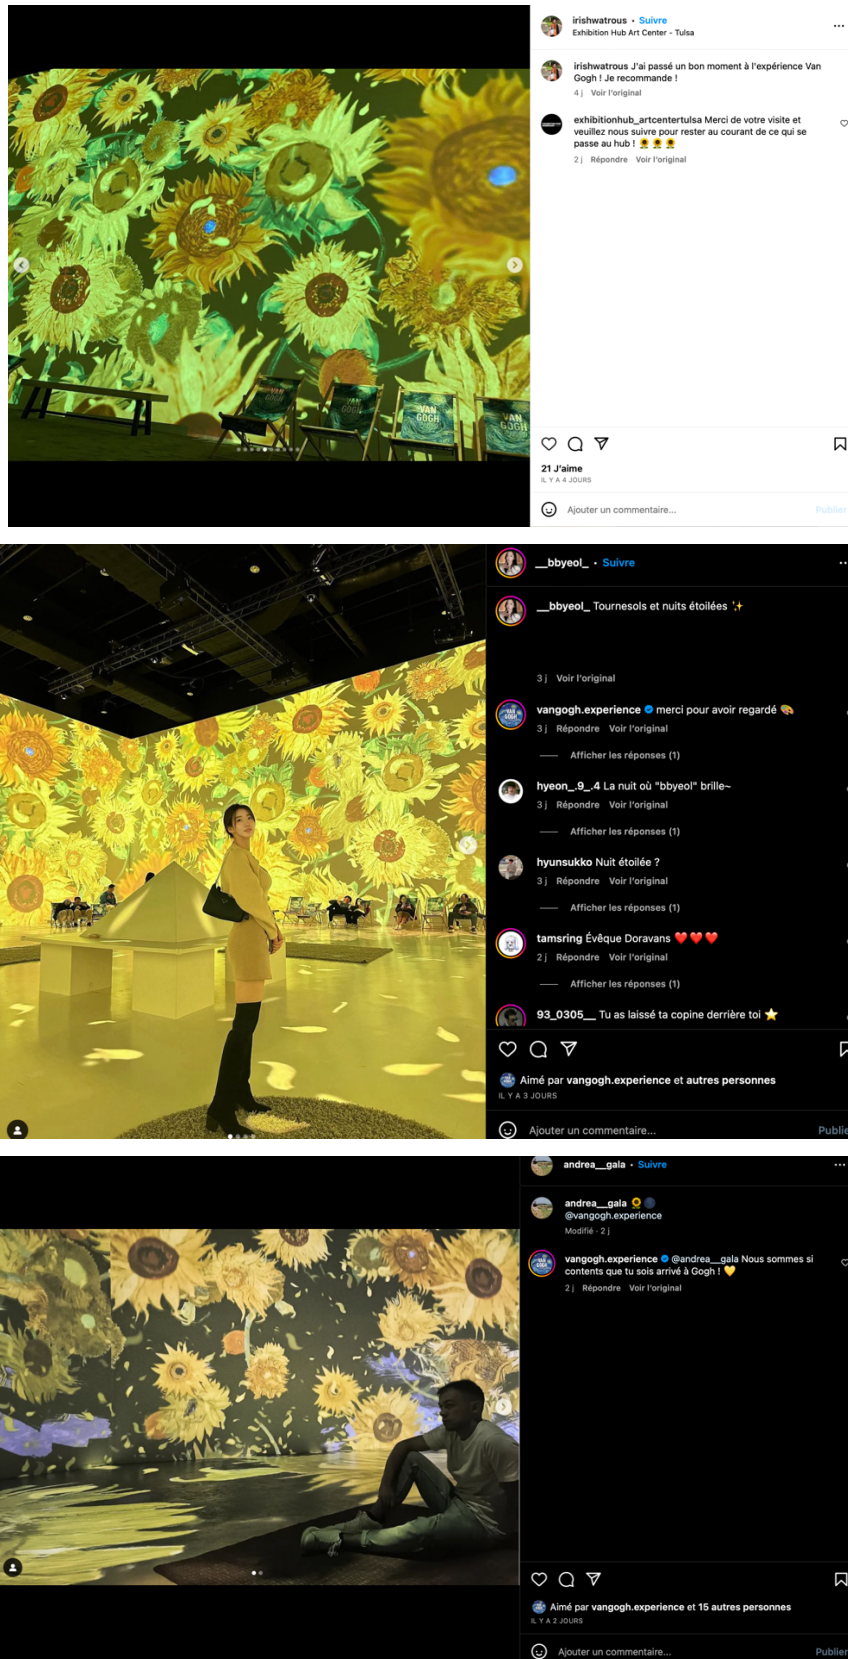 irishwatrous • Suivre
Exhibition Hub Art Center - Tulsa
irishwatrous J'ai passé un bon moment à l'expérience Van
Gogh ! Je recommande !
4 j Voir l'original
exhibitionhub_artcentertulsa Merci de votre visite et
veuillez nous suivre pour rester au courant de ce qui se
passe au hub ! 🌻 🌻 🌻
2 j Répondre Voir l'original
VAN GOGH
VAN GOGH
VAN GOGH
VAN GOGH
21 J'aime
IL Y A 4 JOURS
Ajouter un commentaire...
Publier
__bbyeol_ • Suivre
__bbyeol_ Tournesols et nuits étoilées ✨
3 j Voir l'original
vangogh.experience merci pour avoir regardé 🎨
3 j Répondre Voir l'original
Afficher les réponses (1)
hyeon_.9_.4 La nuit où "bbyeol" brille~
3 j Répondre Voir l'original
Afficher les réponses (1)
hyunsukko Nuit étoilée ?
3 j Répondre Voir l'original
Afficher les réponses (1)
tamsring Évêque Doravans ❤️❤️❤️
2 j Répondre Voir l'original
Afficher les réponses (1)
93_0305__ Tu as laissé ta copine derrière toi ⭐
Aimé par vangogh.experience et autres personnes
IL Y A 3 JOURS
Ajouter un commentaire...
Publie
andrea__gala • Suivre
andrea__gala 🌻 🌑
@vangogh.experience
Modifié · 2 j
vangogh.experience @andrea__gala Nous sommes si
contents que tu sois arrivé à Gogh ! 💛
2 j Répondre Voir l'original
Aimé par vangogh.experience et 15 autres personnes
IL Y A 2 JOURS
Ajouter un commentaire...
Publier